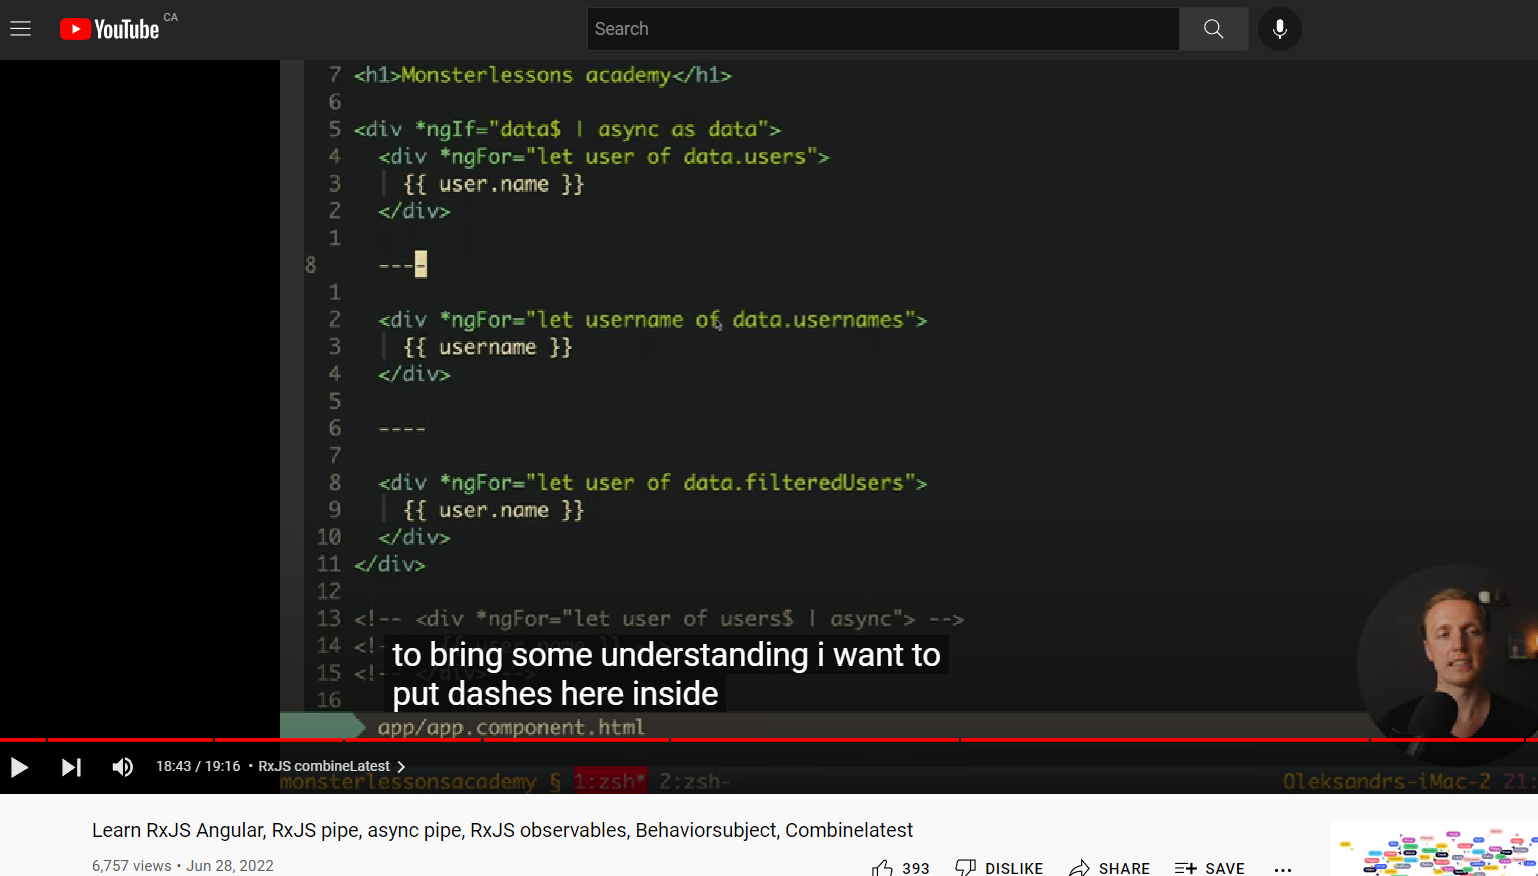 YouTube CA
Search
7 <h1>Monsterlessons academy</h1>
6
5 <div *ngIf="data$ | async as data">
4 <div *ngFor="let user of data.users">
3 {{ user.name }}
2 </div>
1
8 ----
1
2 <div *ngFor="let username of data.usernames">
3 {{ username }}
4 </div>
5
6 ----
7
8 <div *ngFor="let user of data.filteredUsers">
9 {{ user.name }}
10 </div>
11 </div>
12
13 <!-- <div *ngFor="let user of users$ | async"> -->
14 <!-
15 <!-
16
to bring some understanding i want to
put dashes here inside
app/app.component.html
18:43 / 19:16 • RxJS combineLatest
monsterlessonsacademy § 1:zsh* 2:zsh- Oleksandrs-iMac-2 21:
Learn RxJS Angular, RxJS pipe, async pipe, RxJS observables, Behaviorsubject, Combinelatest
6,757 views • Jun 28, 2022
393 DISLIKE SHARE SAVE